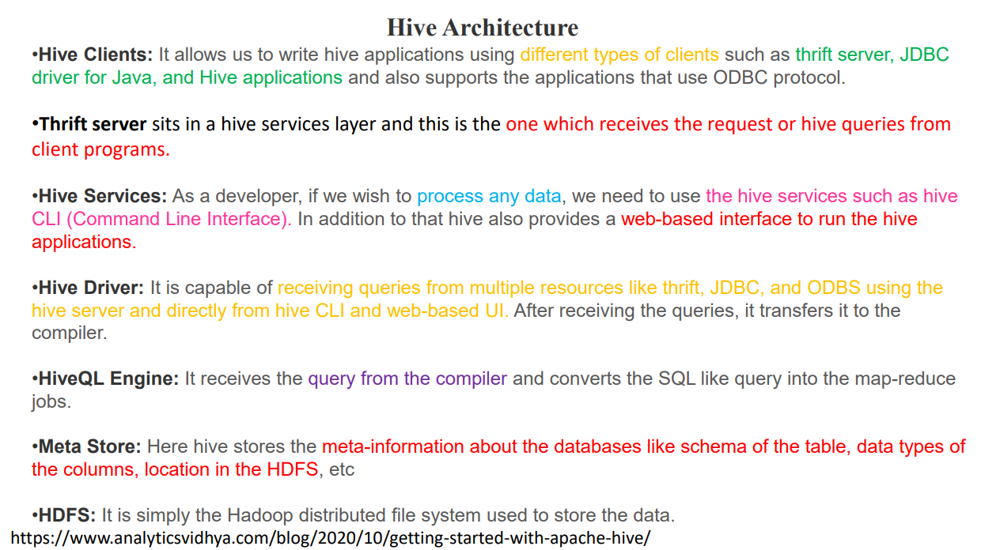 Hive Architecture
•Hive Clients: It allows us to write hive applications using different types of clients such as thrift server, JDBC
driver for Java, and Hive applications and also supports the applications that use ODBC protocol.
•Thrift server sits in a hive services layer and this is the one which receives the request or hive queries from
client programs.
•Hive Services: As a developer, if we wish to process any data, we need to use the hive services such as hive
CLI (Command Line Interface). In addition to that hive also provides a web-based interface to run the hive
applications.
•Hive Driver: It is capable of receiving queries from multiple resources like thrift, JDBC, and ODBS using the
hive server and directly from hive CLI and web-based UI. After receiving the queries, it transfers it to the
compiler.
•HiveQL Engine: It receives the query from the compiler and converts the SQL like query into the map-reduce
jobs.
•Meta Store: Here hive stores the meta-information about the databases like schema of the table, data types of
the columns, location in the HDFS, etc
•HDFS: It is simply the Hadoop distributed file system used to store the data.
https://www.analyticsvidhya.com/blog/2020/10/getting-started-with-apache-hive/